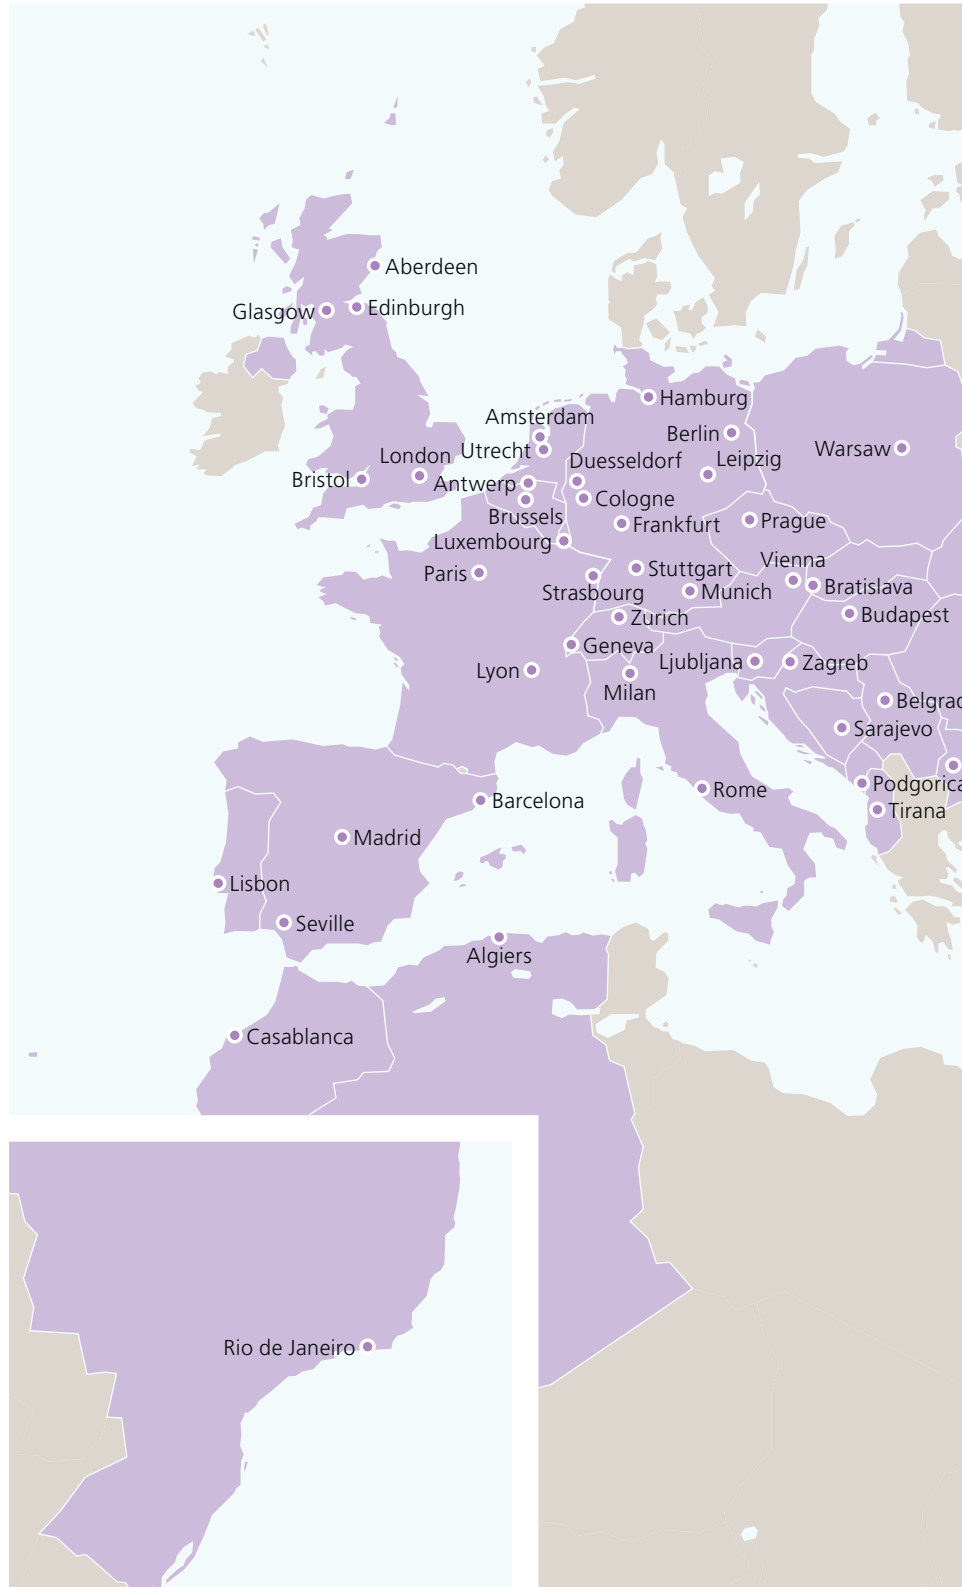 Aberdeen
Glasgow
Edinburgh
Hamburg
Amsterdam
Berlin
Utrecht
Warsaw
London
Duesseldorf
Leipzig
Bristol
Antwerp
Cologne
Brussels
Frankfurt
Prague
Luxembourg
Vienna
Paris
Stuttgart
Strasbourg
Munich
Bratislava
Zurich
Budapest
Geneva
Lyon
Ljubljana
Zagreb
Milan
Belgrad
Sarajevo
Podgorica
Rome
Barcelona
Tirana
Madrid
Lisbon
Seville
Algiers
Casablanca
Rio de Janeiro